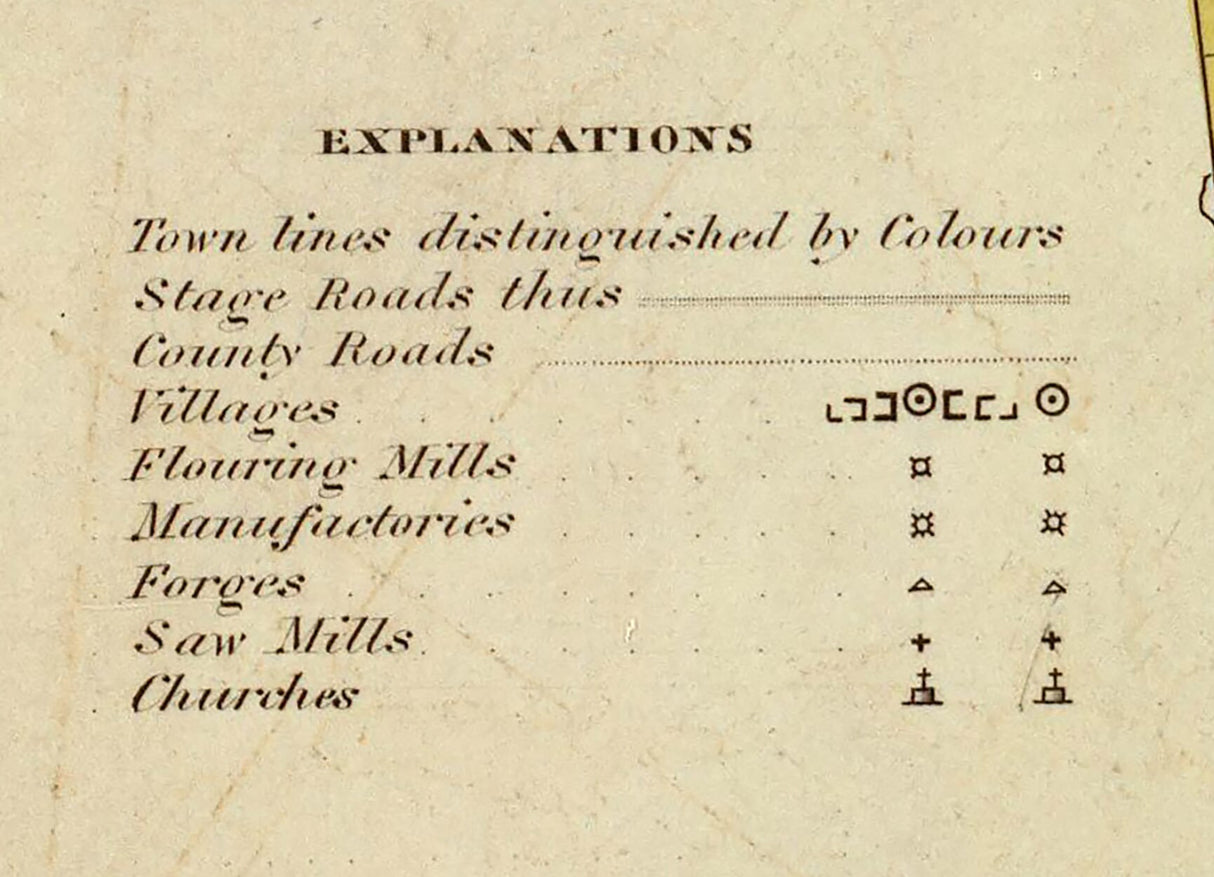 EXPLANATIONS
Town lines distinguished by Colours
Stage Roads thus
County Roads
Villages
Flouring Mills
Manufactories
Forges
Saw Mills
Churches